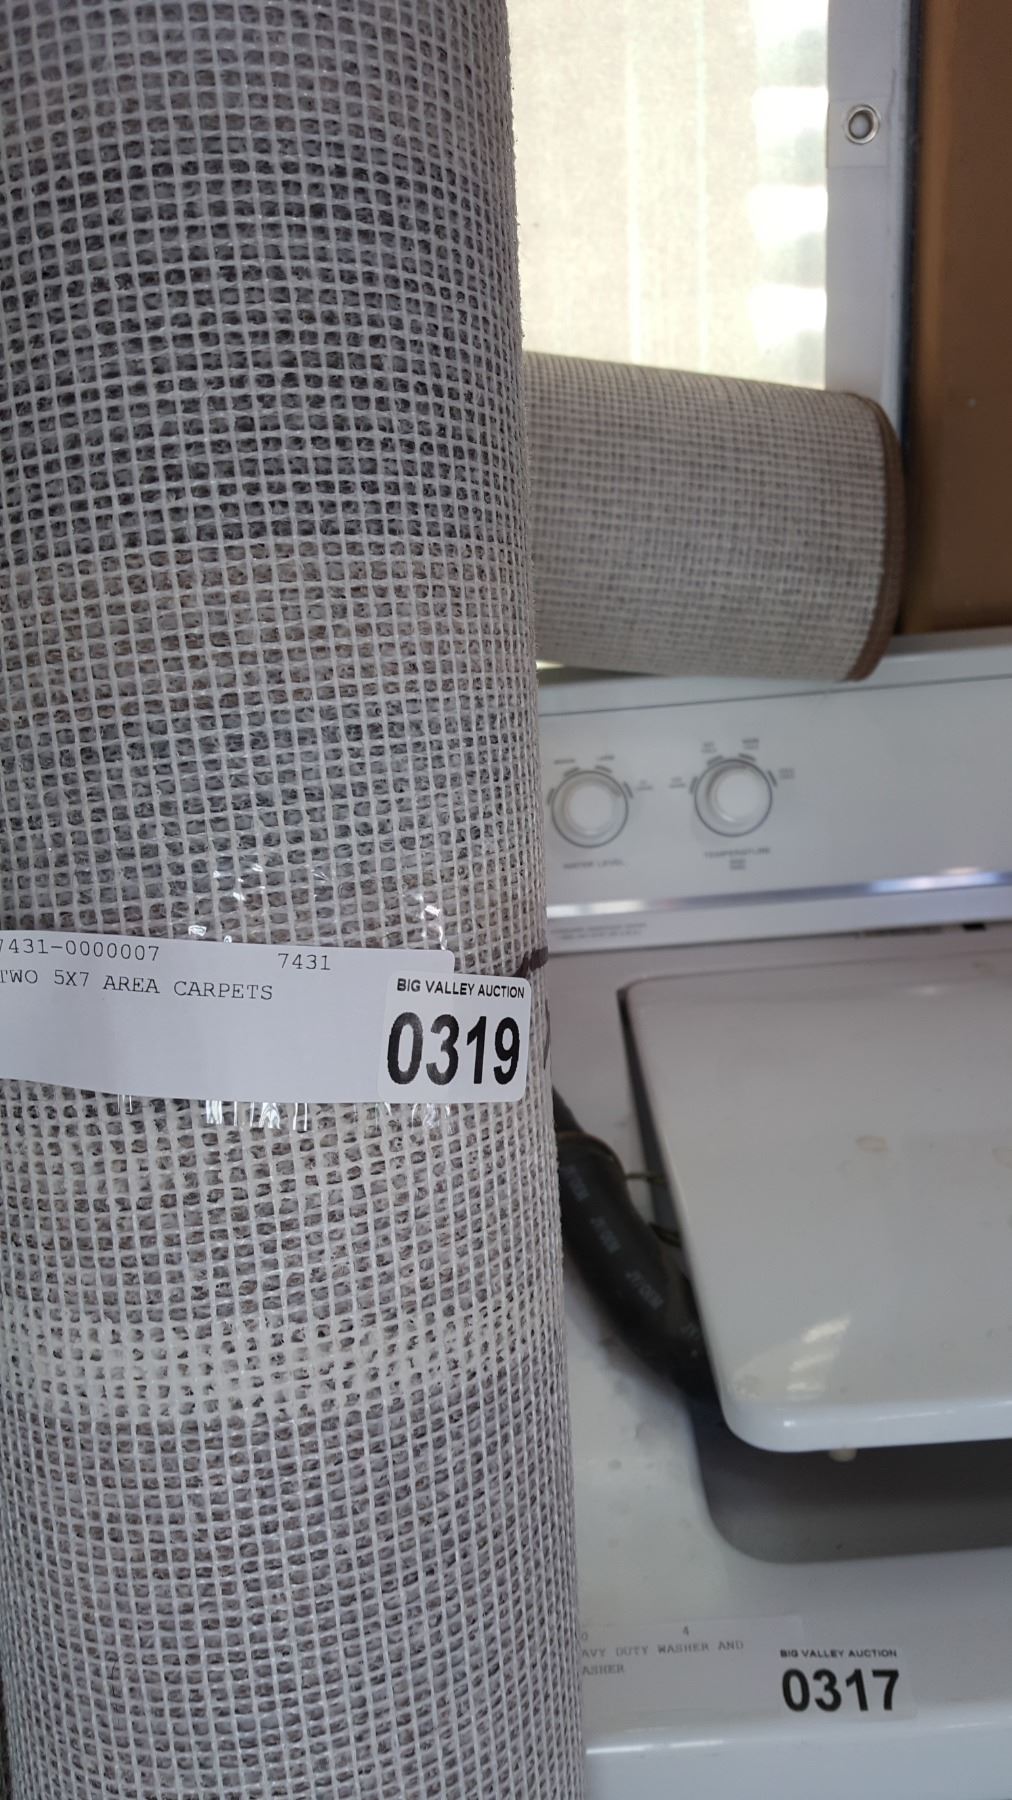 7431-0000007 7431
TWO 5X7 AREA CARPETS
BIG VALLEY AUCTION
0319
WATER LEVEL
TEMPERATURE
4
AVY DUTY WASHER AND
ASHER
BIG VALLEY AUCTION
0317